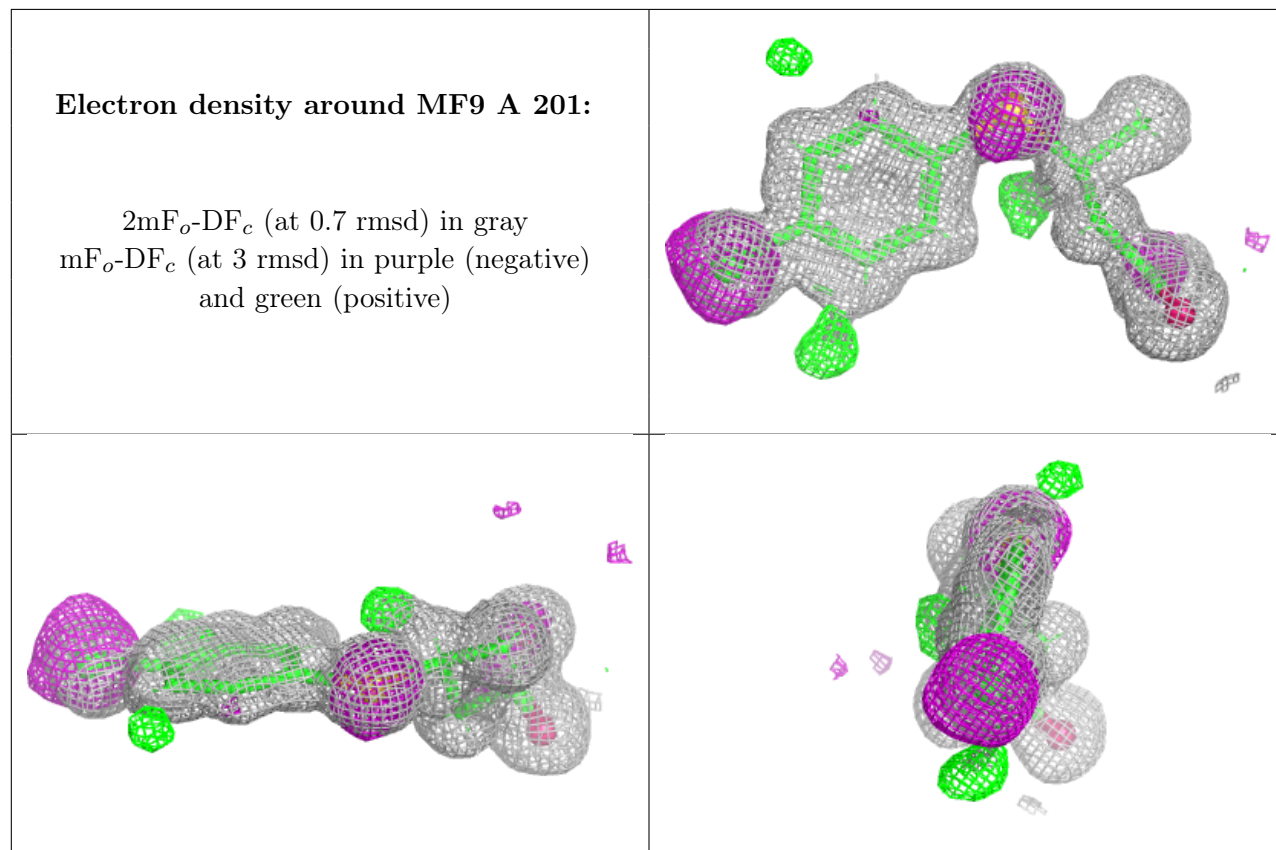 Electron density around MF9 A 201:
2mFo-DFc (at 0.7 rmsd) in gray
mFo-DFc (at 3 rmsd) in purple (negative)
and green (positive)